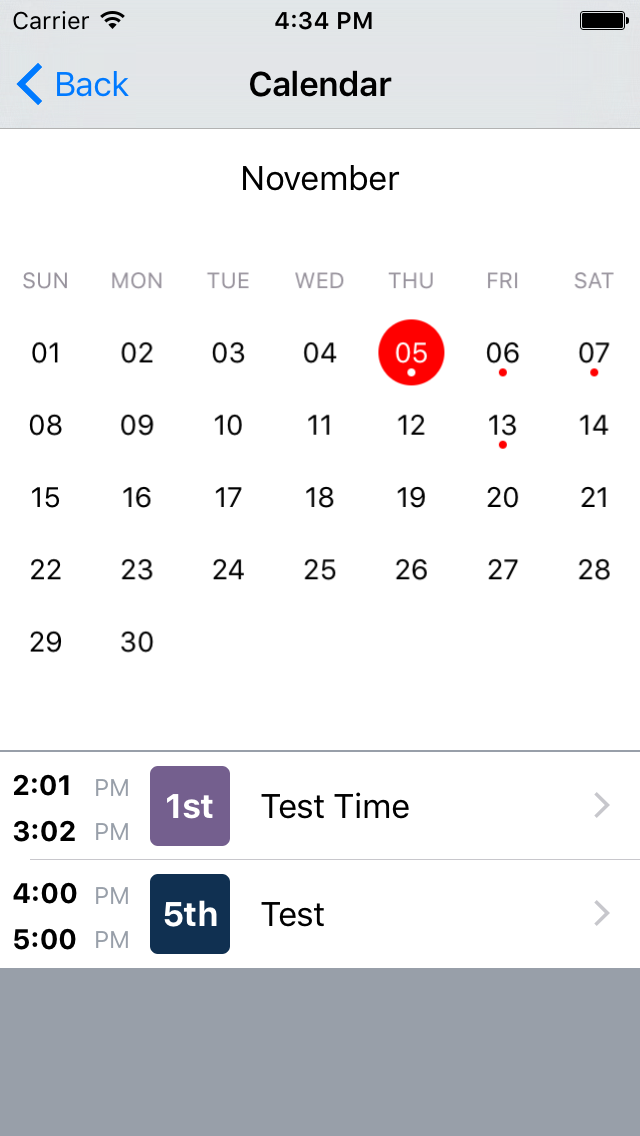 Carrier 4:34 PM
Back Calendar
November
SUN MON TUE WED THU FRI SAT
01 02 03 04 05 06 07
08 09 10 11 12 13 14
15 16 17 18 19 20 21
22 23 24 25 26 27 28
29 30
2:01 PM
3:02 PM
1st
Test Time
4:00 PM
5:00 PM
5th
Test